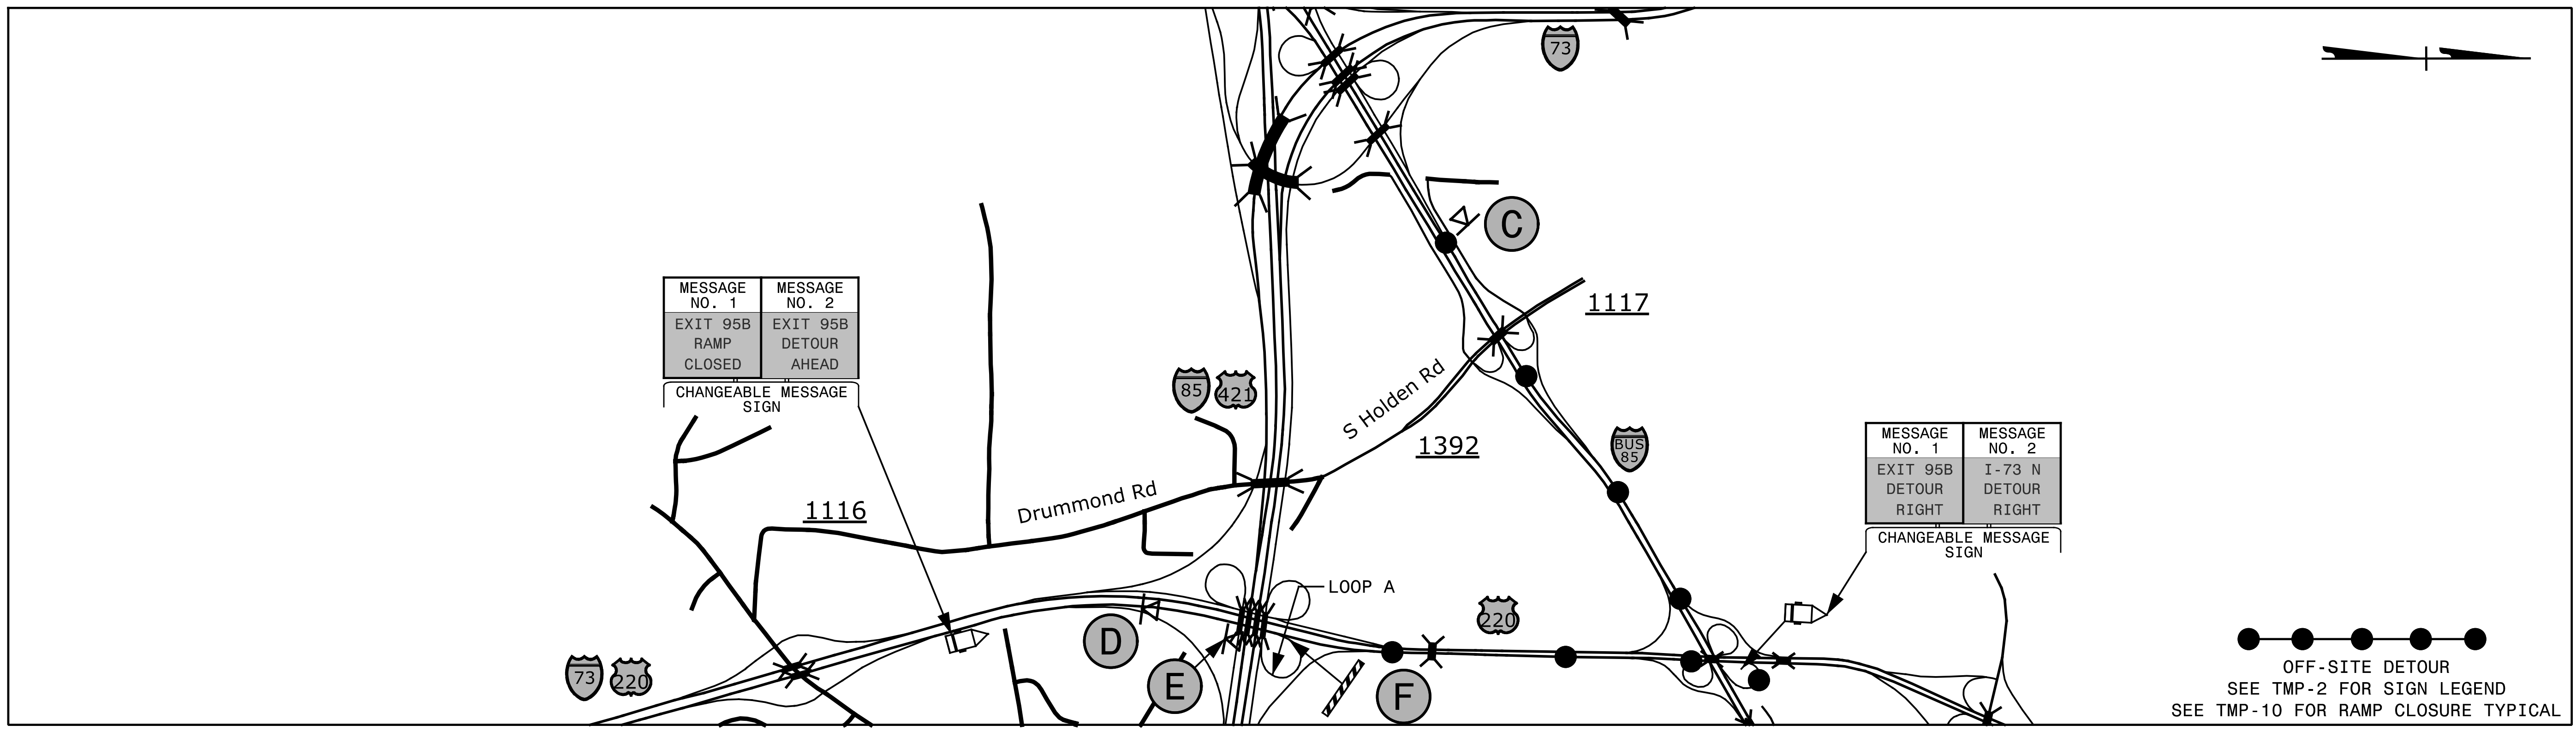 73
C
MESSAGE NO. 1
MESSAGE NO. 2
EXIT 95B
RAMP
CLOSED
EXIT 95B
DETOUR
AHEAD
CHANGEABLE MESSAGE
SIGN
1117
85
421
S Holden Rd
1392
BUS
85
MESSAGE NO. 1
MESSAGE NO. 2
EXIT 95B
DETOUR
RIGHT
I-73 N
DETOUR
RIGHT
CHANGEABLE MESSAGE
SIGN
1116
Drummond Rd
LOOP A
220
D
E
F
73
220
OFF-SITE DETOUR
SEE TMP-2 FOR SIGN LEGEND
SEE TMP-10 FOR RAMP CLOSURE TYPICAL